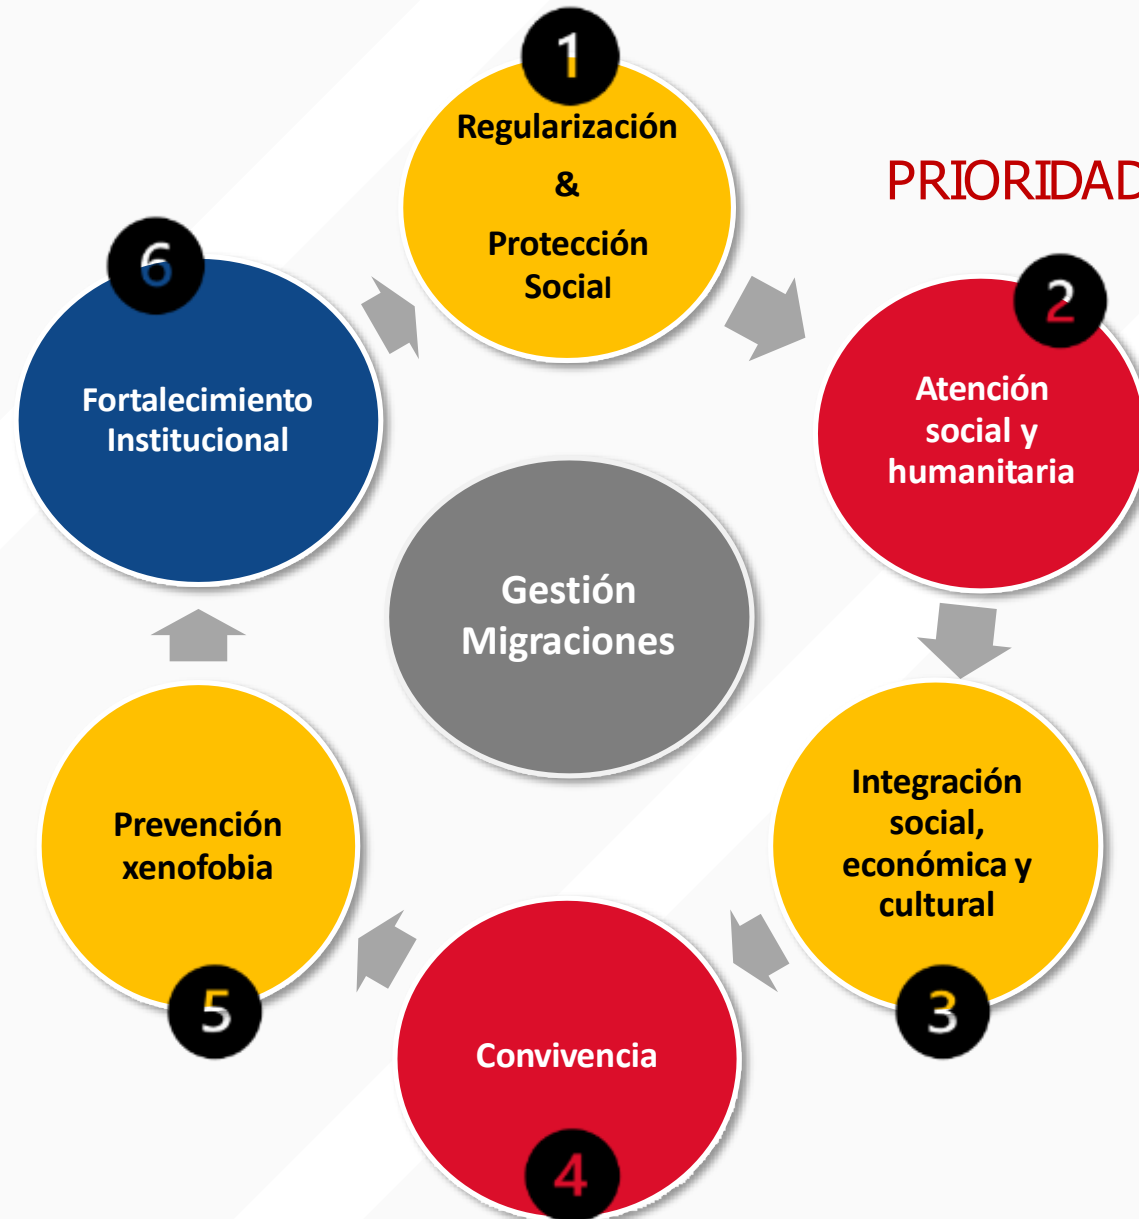 1
Regularización
&
Protección
Social
PRIORIDAD
2
Atención
social y
humanitaria
3
Integración
social,
económica y
cultural
4
Convivencia
5
Prevención
xenofobia
6
Fortalecimiento
Institucional
Gestión
Migraciones